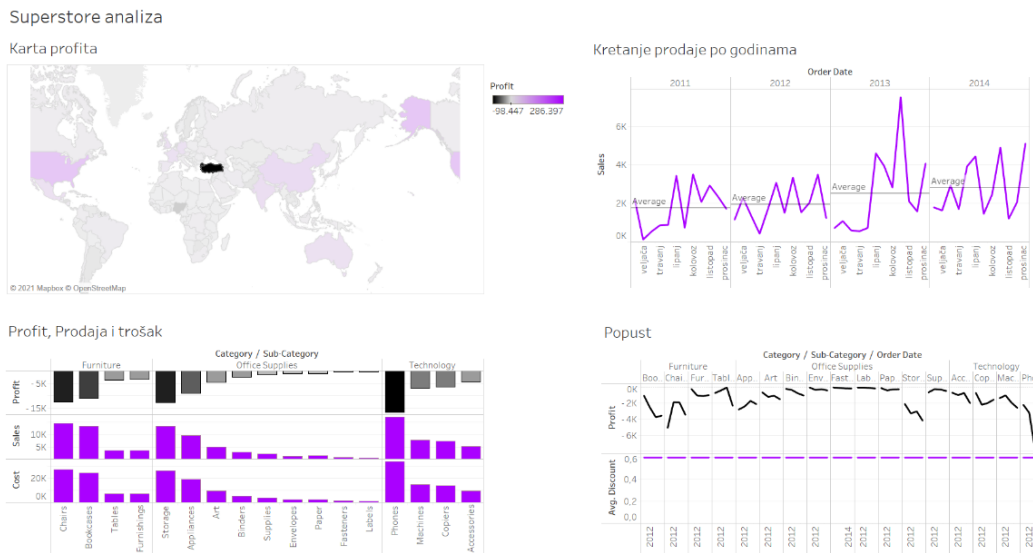 Superstore analiza
Karta profita
Profit
-98.447 286.397
© 2021 Mapbox © OpenStreetMap
Kretanje prodaje po godinama
Order Date
2011 2012 2013 2014
Sales
6K
4K
2K
0K
Average
Average
Average
Average
veljača travanj lipanj kolovoz listopad prosinac veljača travanj lipanj kolovoz listopad prosinac veljača travanj lipanj kolovoz listopad prosinac veljača travanj lipanj kolovoz listopad prosinac
Profit, Prodaja i trošak
Category / Sub-Category
Furniture Office Supplies Technology
Profit
-5K
-15K
Sales
10K
5K
Cost
20K
0K
Chairs Bookcases Tables Furnishings Storage Appliances Art Binders Supplies Envelopes Paper Fasteners Labels Phones Machines Copiers Accessories
Popust
Category / Sub-Category / Order Date
Furniture Office Supplies Technology
Boo.. Chai.. Fur.. Tabl.. App.. Art Bin.. Env.. Fast.. Lab.. Pap.. Stor.. Sup.. Acc.. Cop.. Mac.. Pho
Profit
0K
-2K
-4K
-6K
Avg. Discount
0,6
0,4
0,2
0,0
2012 2012 2012 2012 2012 2012 2012 2012 2014 2012 2012 2012 2012 2012 2012 2012 2012